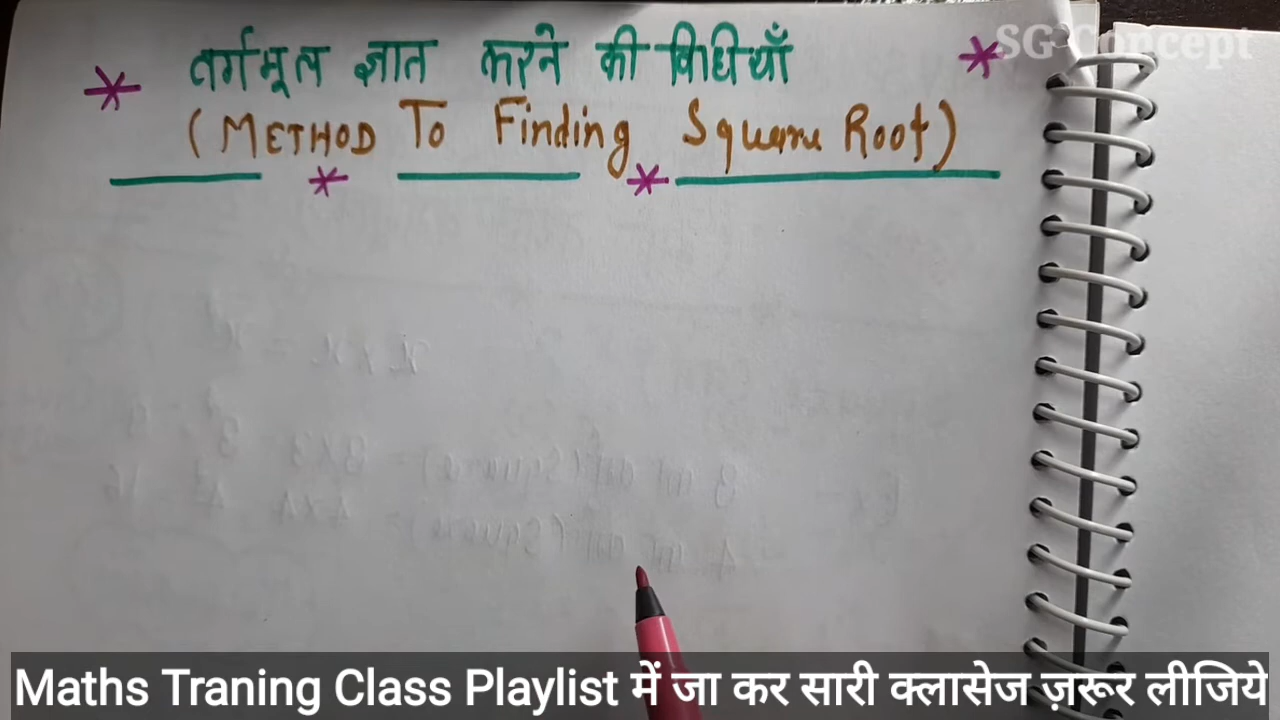 SG Concept
वर्गमूल ज्ञात करने की विधियाँ
(METHOD To Finding Square Root)
Maths Traning Class Playlist में जा कर सारी क्लासेज ज़रूर लीजिये